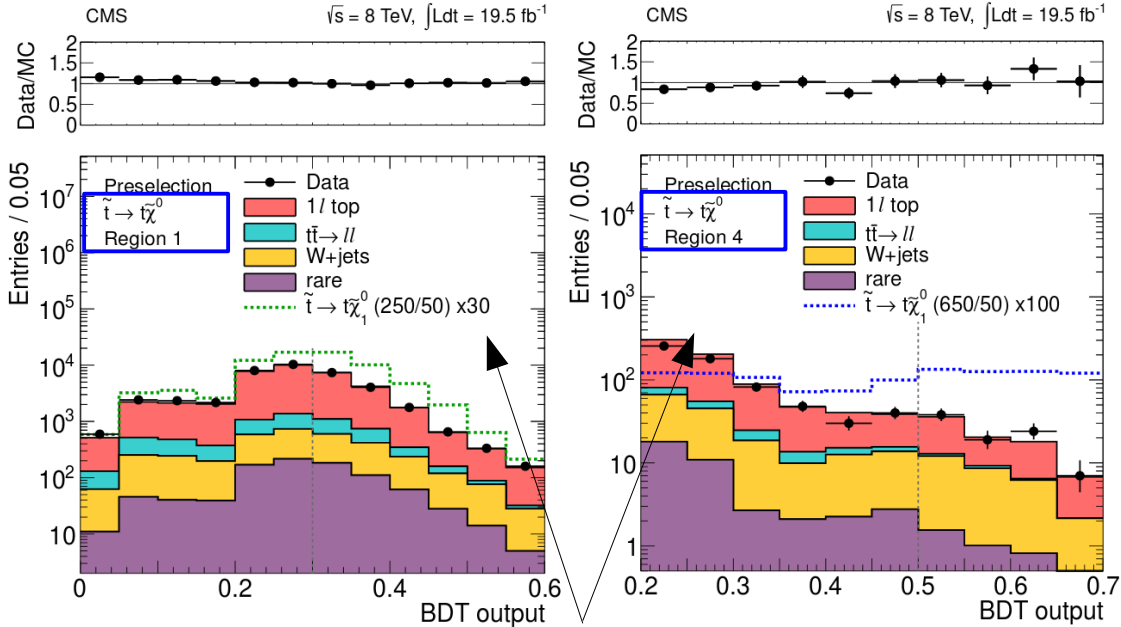 CMS
√s = 8 TeV, ∫Ldt = 19.5 fb⁻¹
Data/MC
2
1.5
1
0.5
0
Entries / 0.05
10⁷
10⁶
10⁵
10⁴
10³
10²
10
Preselection
t̃ → tχ̃⁰
Region 1
Data
1l top
tt̄→ll
W+jets
rare
t̃ → tχ̃⁰₁ (250/50) x30
0 0.2 0.4 0.6
BDT output
CMS
√s = 8 TeV, ∫Ldt = 19.5 fb⁻¹
Data/MC
2
1.5
1
0.5
0
Entries / 0.05
10⁴
10³
10²
10
1
Preselection
t̃ → tχ̃⁰
Region 4
Data
1l top
tt̄→ll
W+jets
rare
t̃ → tχ̃⁰₁ (650/50) x100
0.2 0.3 0.4 0.5 0.6 0.7
BDT output